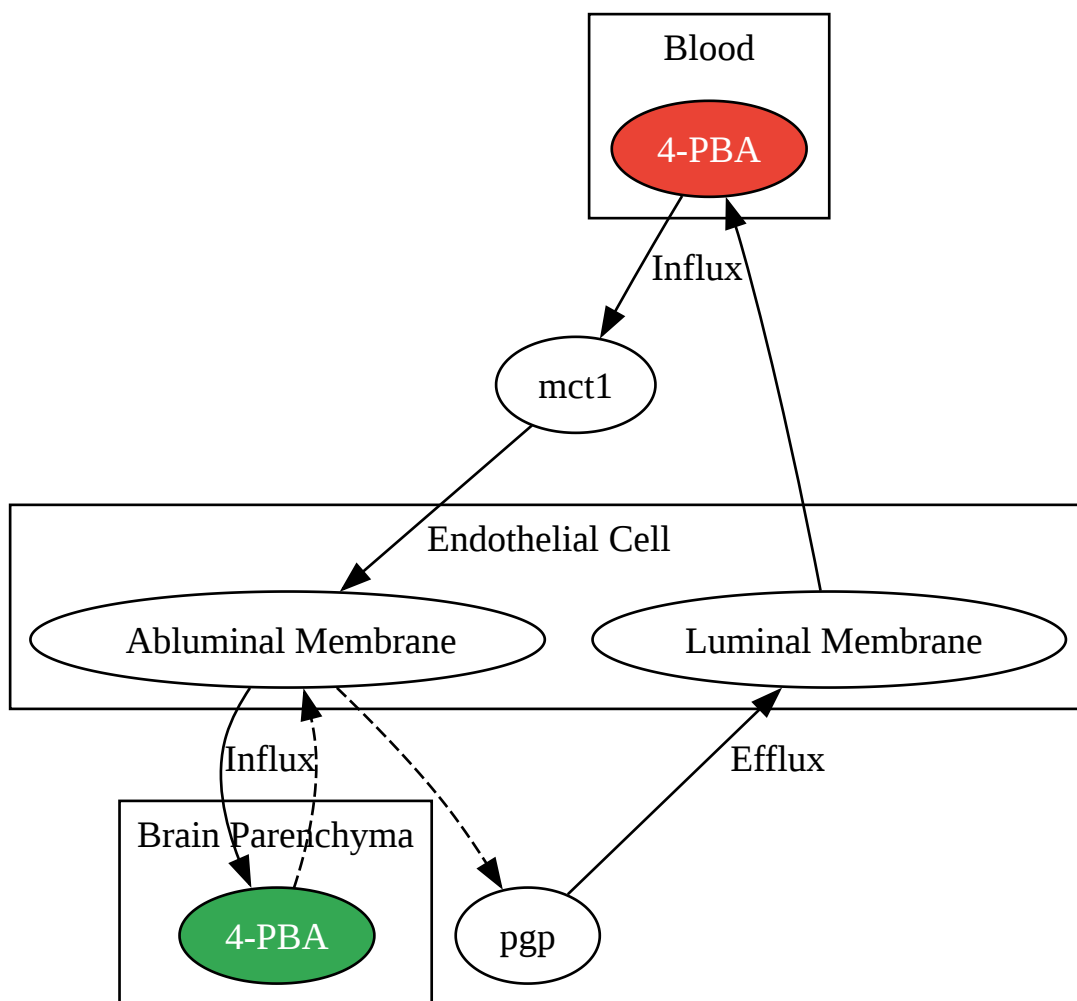 Blood
4-PBA
Influx
mct1
Endothelial Cell
Abluminal Membrane
Luminal Membrane
Influx
Efflux
Brain Parenchyma
4-PBA
pgp